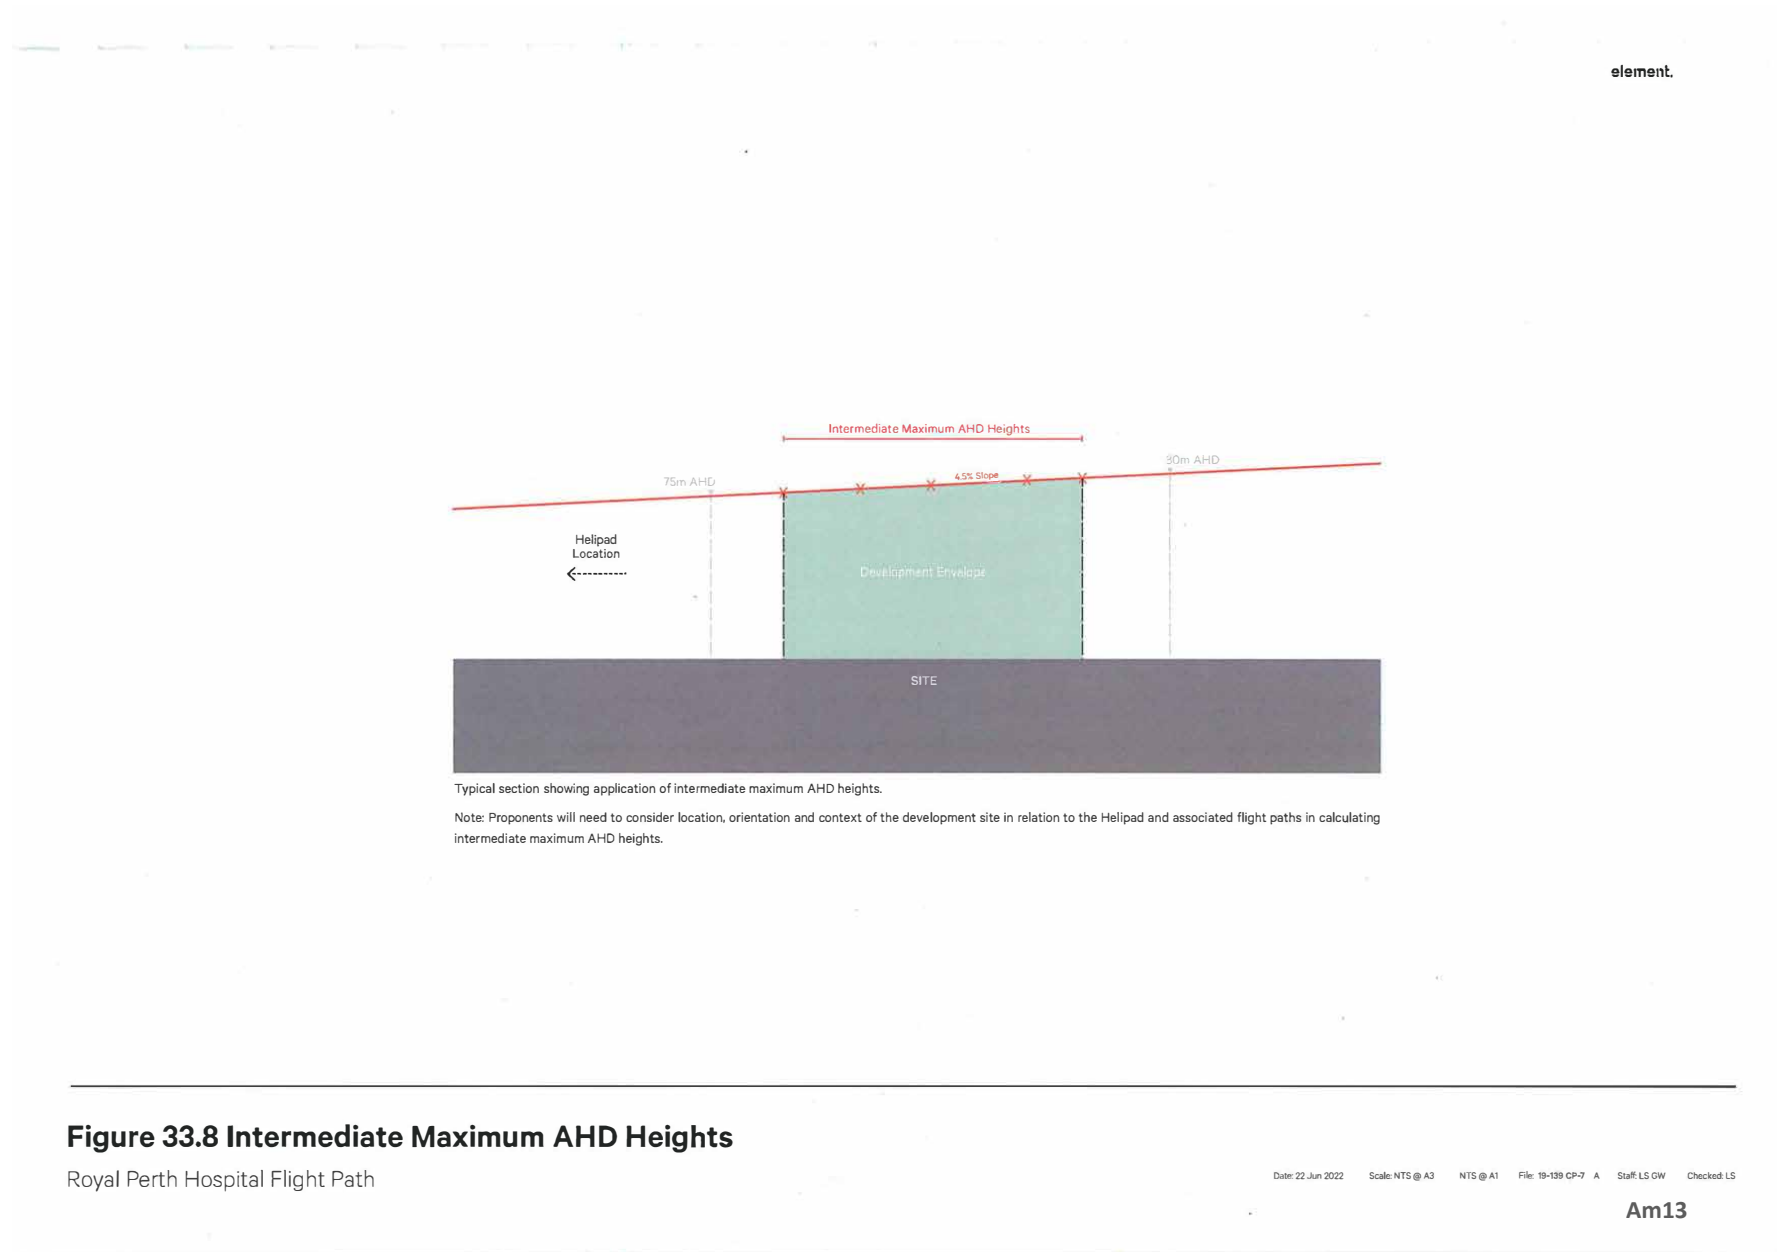 element.
Intermediate Maximum AHD Heights
30m AHD
4.5% Slope
75m AHD
Helipad
Location
Development Envelope
SITE
Typical section showing application of intermediate maximum AHD heights.
Note: Proponents will need to consider location, orientation and context of the development site in relation to the Helipad and associated flight paths in calculating
intermediate maximum AHD heights.
Figure 33.8 Intermediate Maximum AHD Heights
Royal Perth Hospital Flight Path
Date: 22 Jun 2022 Scale: NTS @ A3 NTS @ A1 File: 19-139 CP-7 A Staff: LS GW Checked: LS
Am13